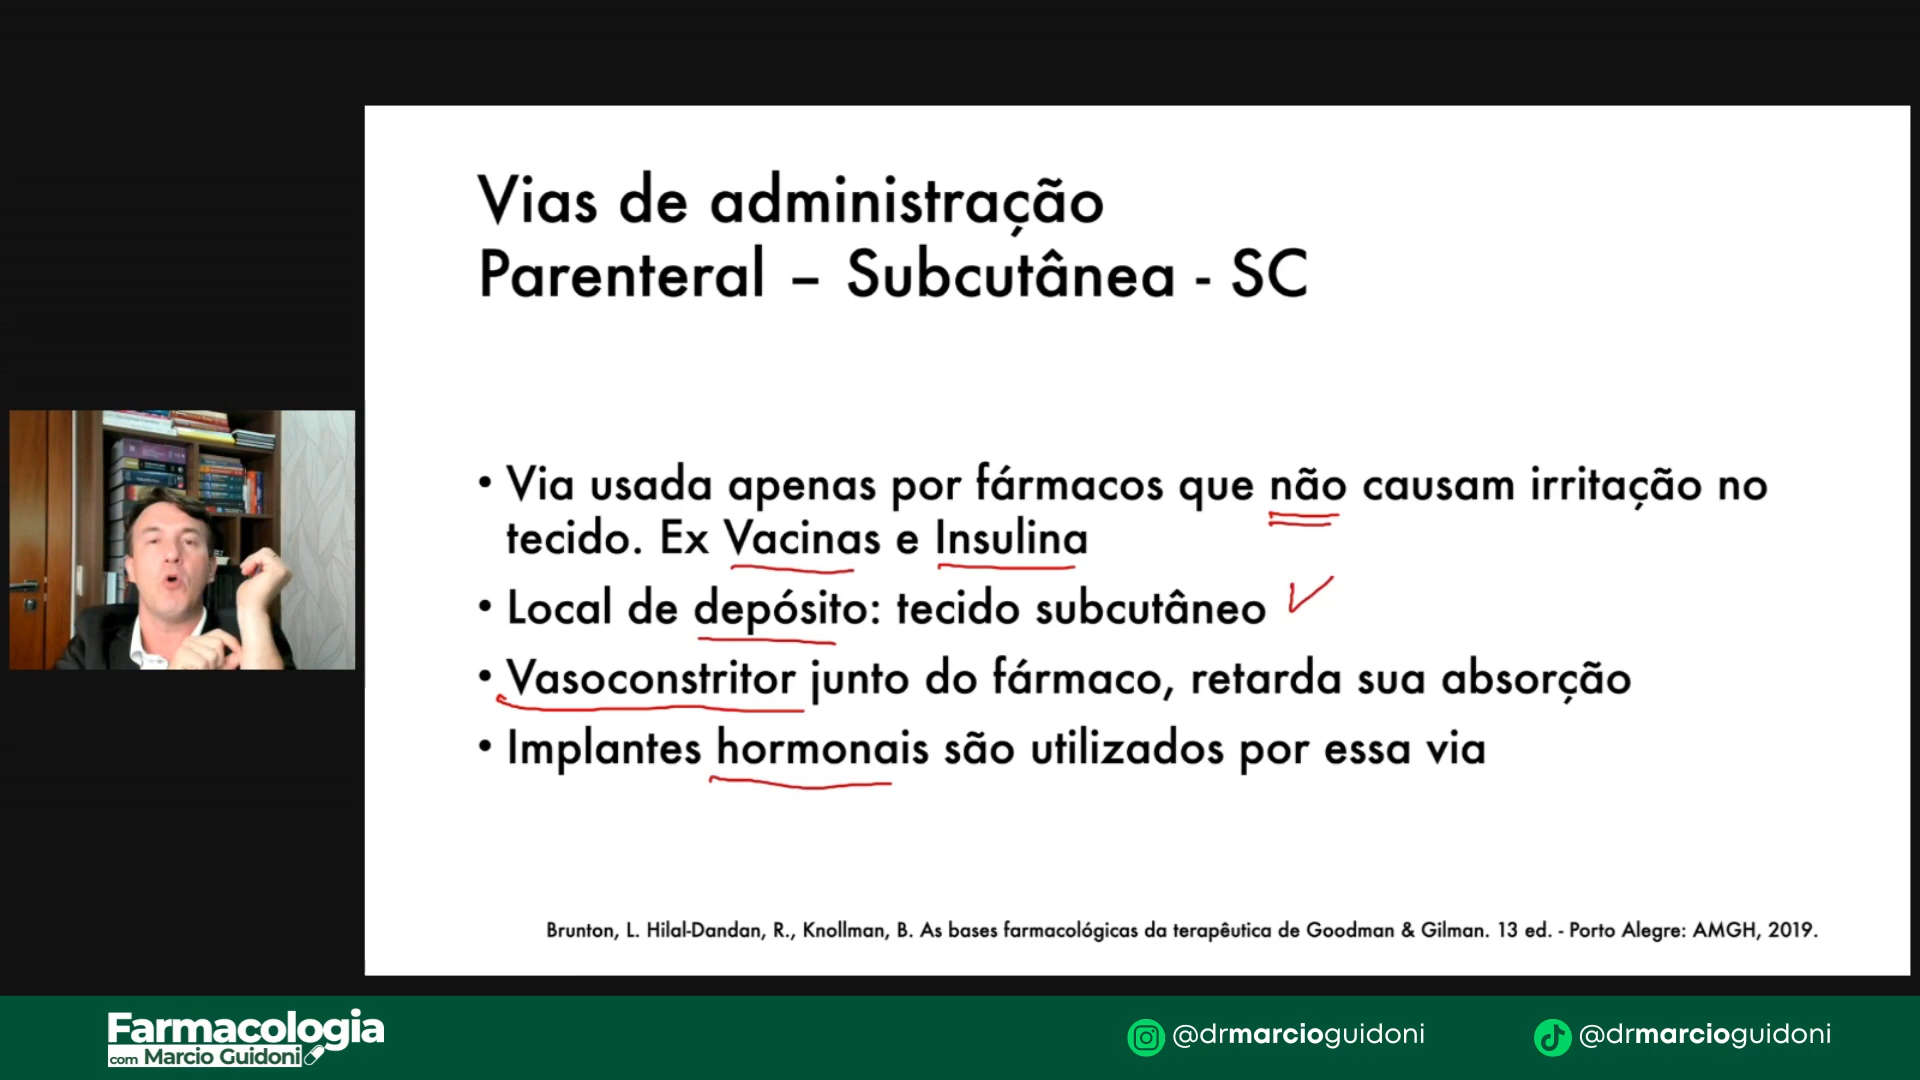 Vias de administração
Parenteral – Subcutânea - SC
• Via usada apenas por fármacos que não causam irritação no
tecido. Ex Vacinas e Insulina
• Local de depósito: tecido subcutâneo
• Vasoconstritor junto do fármaco, retarda sua absorção
• Implantes hormonais são utilizados por essa via
Brunton, L. Hilal-Dandan, R., Knollman, B. As bases farmacológicas da terapêutica de Goodman & Gilman. 13 ed. - Porto Alegre: AMGH, 2019.
Farmacologia
com Marcio Guidoni
@drmarcioguidoni
@drmarcioguidoni